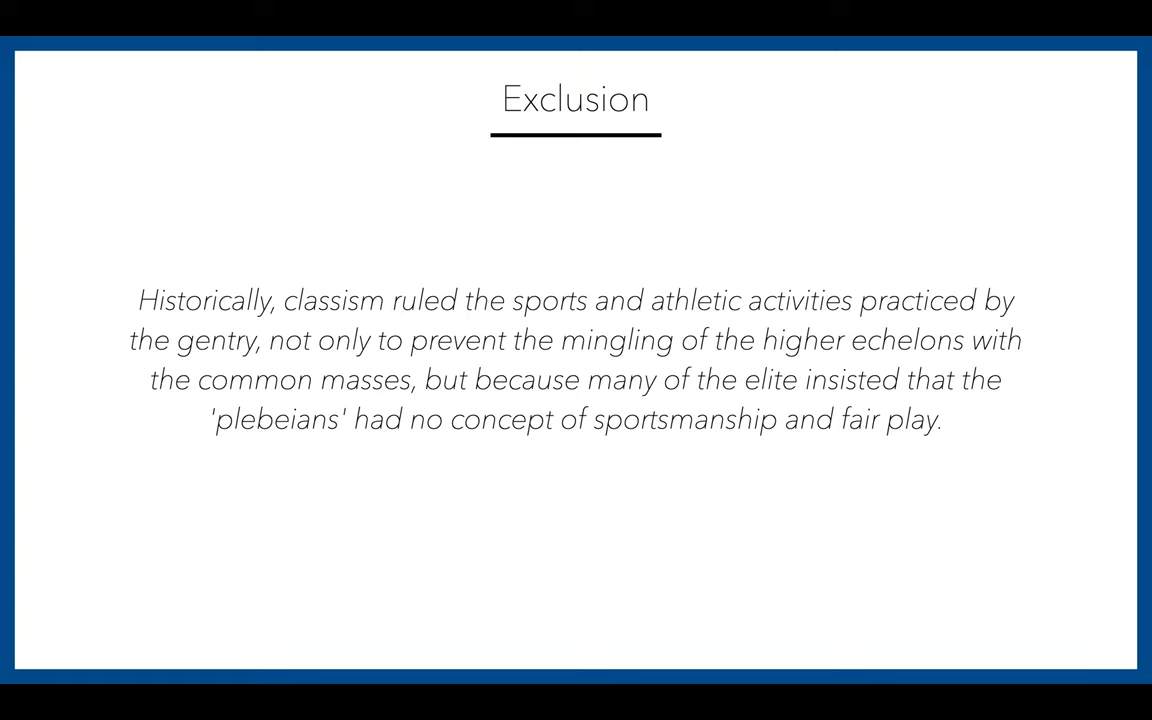 Exclusion
Historically, classism ruled the sports and athletic activities practiced by
the gentry, not only to prevent the mingling of the higher echelons with
the common masses, but because many of the elite insisted that the
'plebeians' had no concept of sportsmanship and fair play.